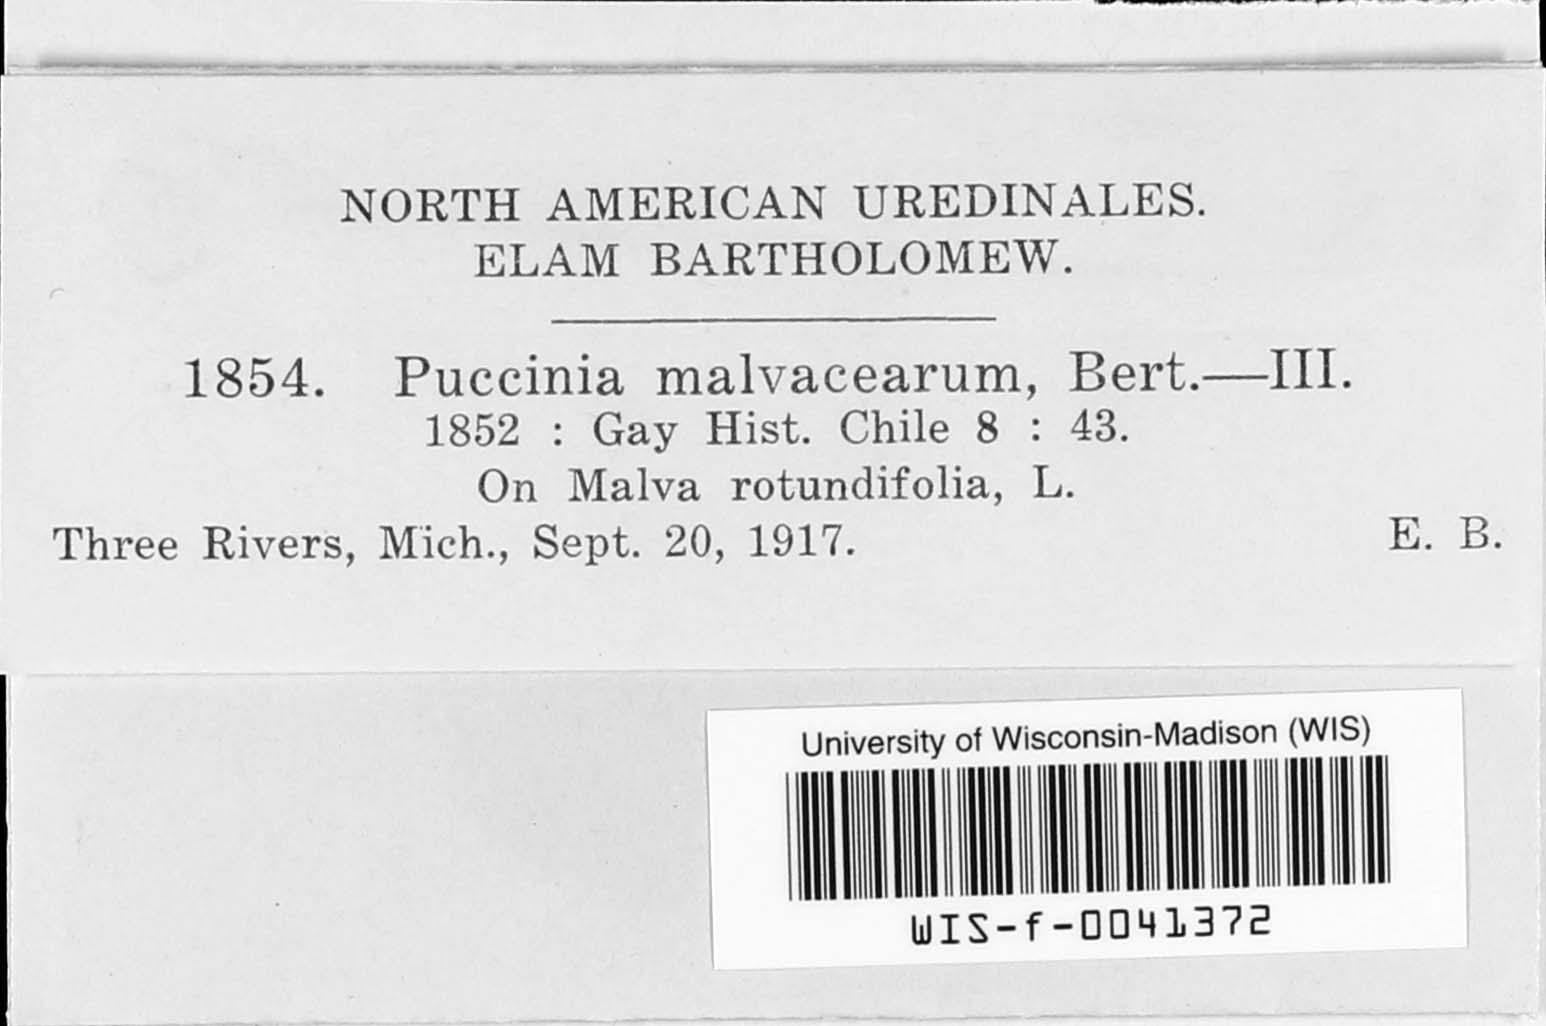 NORTH AMERICAN UREDINALES.
ELAM BARTHOLOMEW.
1854. Puccinia malvacearum, Bert.—III.
1852 : Gay Hist. Chile 8 : 43.
On Malva rotundifolia, L.
Three Rivers, Mich., Sept. 20, 1917. E. B.
University of Wisconsin-Madison (WIS)
WIS-f-0041372